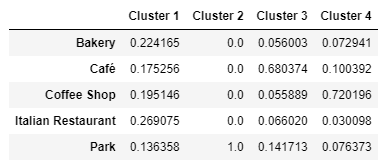 Cluster 1 Cluster 2 Cluster 3 Cluster 4
Bakery 0.224165 0.0 0.056003 0.072941
Café 0.175256 0.0 0.680374 0.100392
Coffee Shop 0.195146 0.0 0.055889 0.720196
Italian Restaurant 0.269075 0.0 0.066020 0.030098
Park 0.136358 1.0 0.141713 0.076373